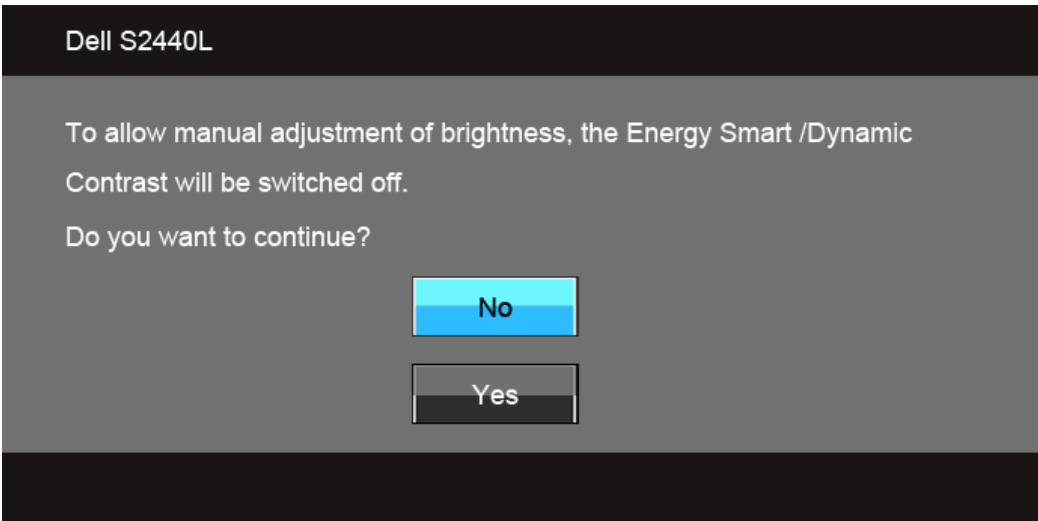 Dell S2440L
To allow manual adjustment of brightness, the Energy Smart /Dynamic
Contrast will be switched off.
Do you want to continue?
No
Yes